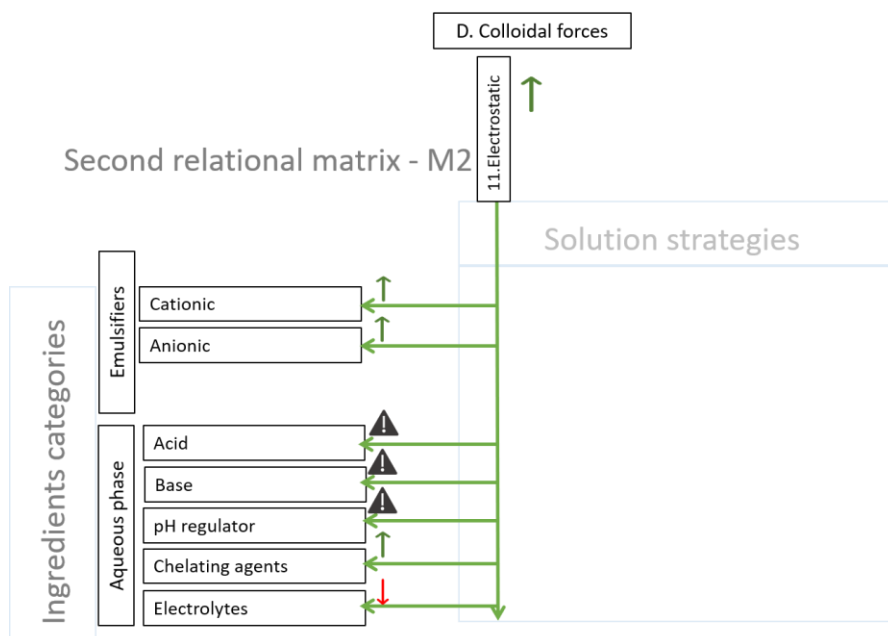 D. Colloidal forces
11.Electrostatic
Second relational matrix - M2
Solution strategies
Ingredients categories
Emulsifiers
Cationic
Anionic
Aqueous phase
Acid
Base
pH regulator
Chelating agents
Electrolytes